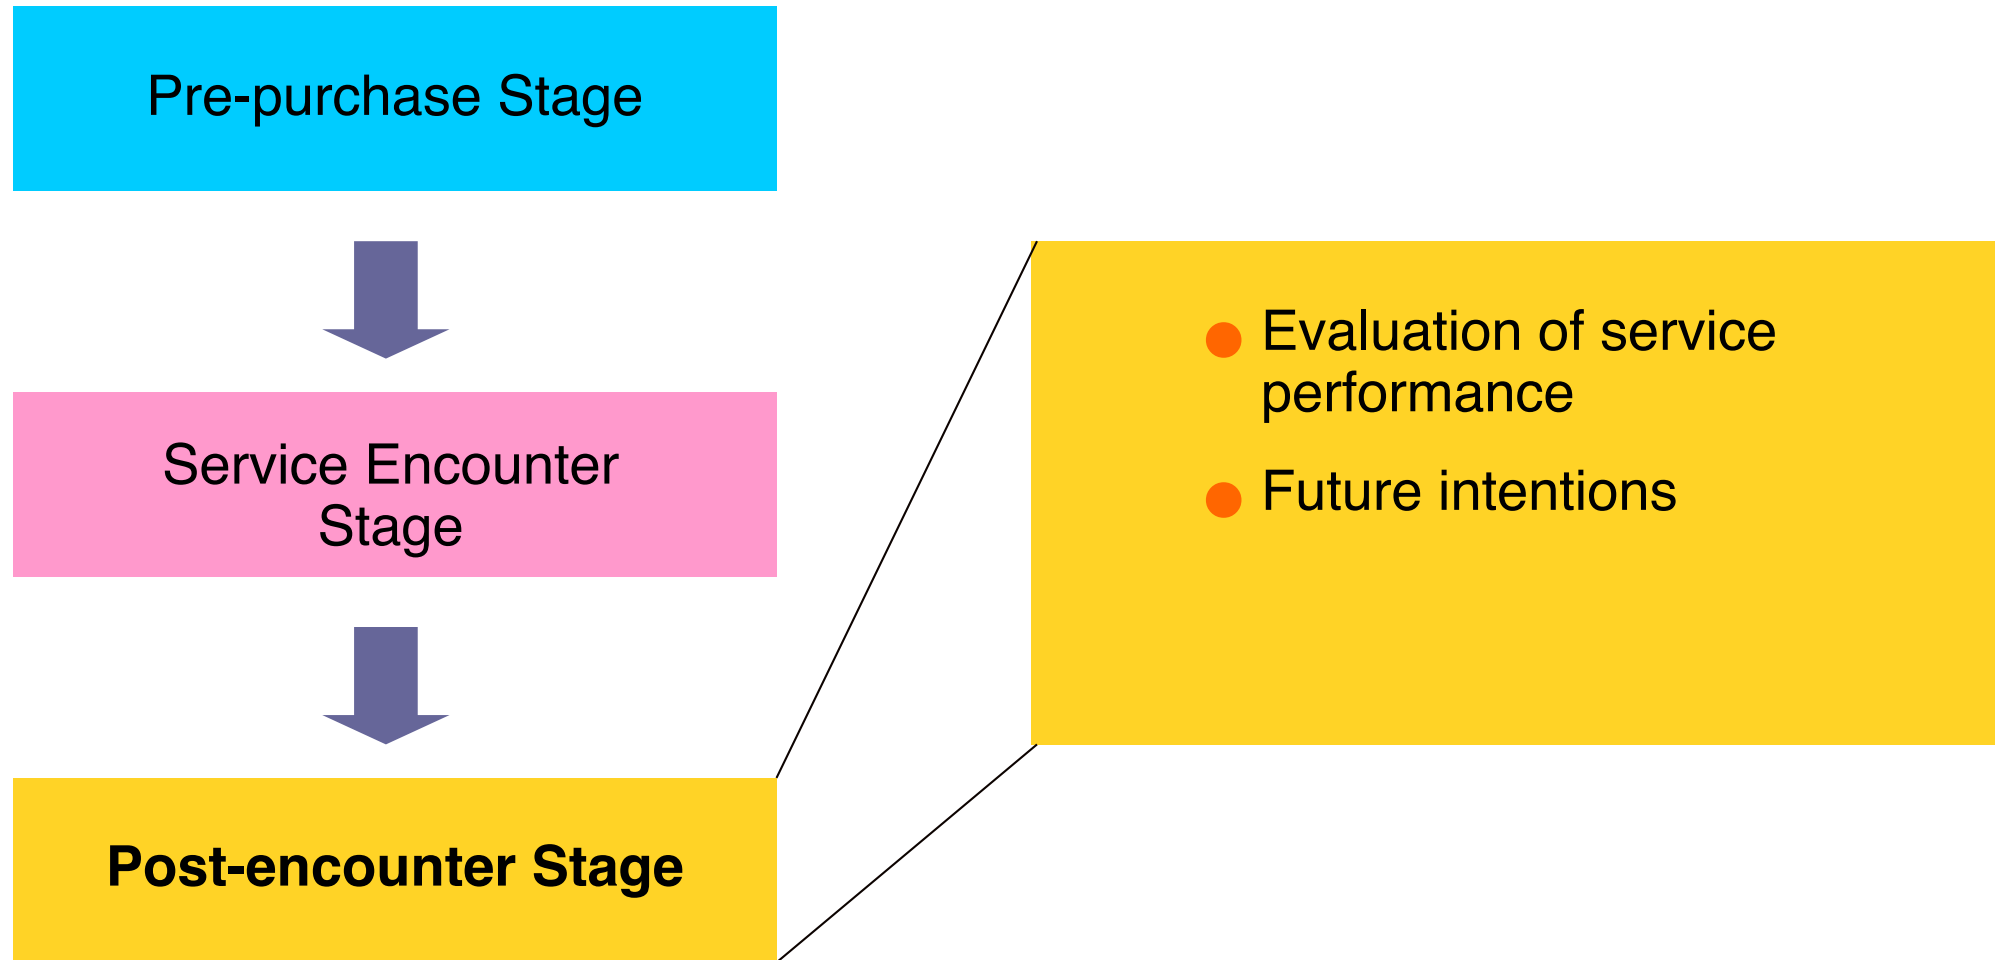 Pre-purchase Stage
Service Encounter
Stage
Post-encounter Stage
Evaluation of service
performance
Future intentions